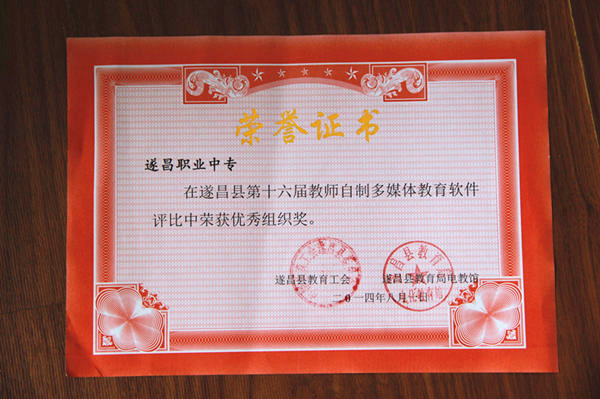 荣誉证书
遂昌职业中专
在遂昌县第十六届教师自制多媒体教育软件
评比中荣获优秀组织奖。
遂昌县教育工会 遂昌县教育局电教馆
二0一四年八月 日